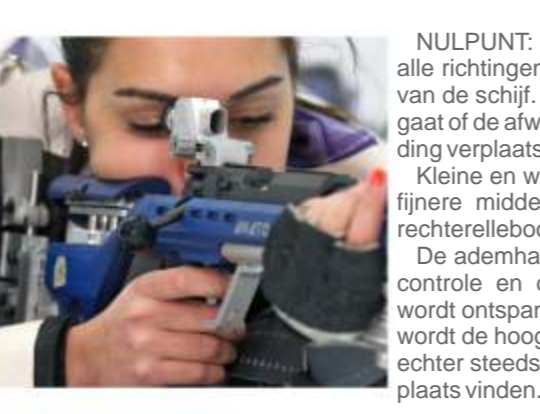 NULPUNT:
alle richtingen
van de schijf.
gaat of de afw
ding verplaats
Kleine en w
fijnere midde
rechterelleboo
De ademha
controle en c
wordt ontspan
wordt de hoog
echter steeds
plaats vinden.